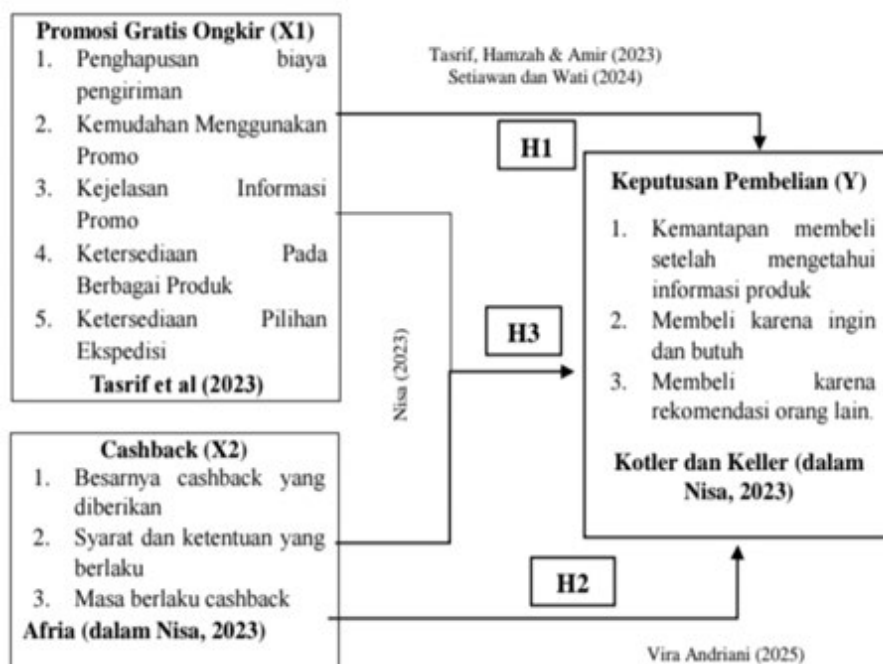 Promosi Gratis Ongkir (X1)
1. Penghapusan biaya
pengiriman
2. Kemudahan Menggunakan
Promo
3. Kejelasan Informasi
Promo
4. Ketersediaan Pada
Berbagai Produk
5. Ketersediaan Pilihan
Ekspedisi
Tasrif et al (2023)
Cashback (X2)
1. Besarnya cashback yang
diberikan
2. Syarat dan ketentuan yang
berlaku
3. Masa berlaku cashback
Afria (dalam Nisa, 2023)
Tasrif, Hamzah & Amir (2023)
Setiawan dan Wati (2024)
H1
Nisa (2023)
H3
H2
Vira Andriani (2025)
Keputusan Pembelian (Y)
1. Kemantapan membeli
setelah mengetahui
informasi produk
2. Membeli karena ingin
dan butuh
3. Membeli karena
rekomendasi orang lain.
Kotler dan Keller (dalam
Nisa, 2023)